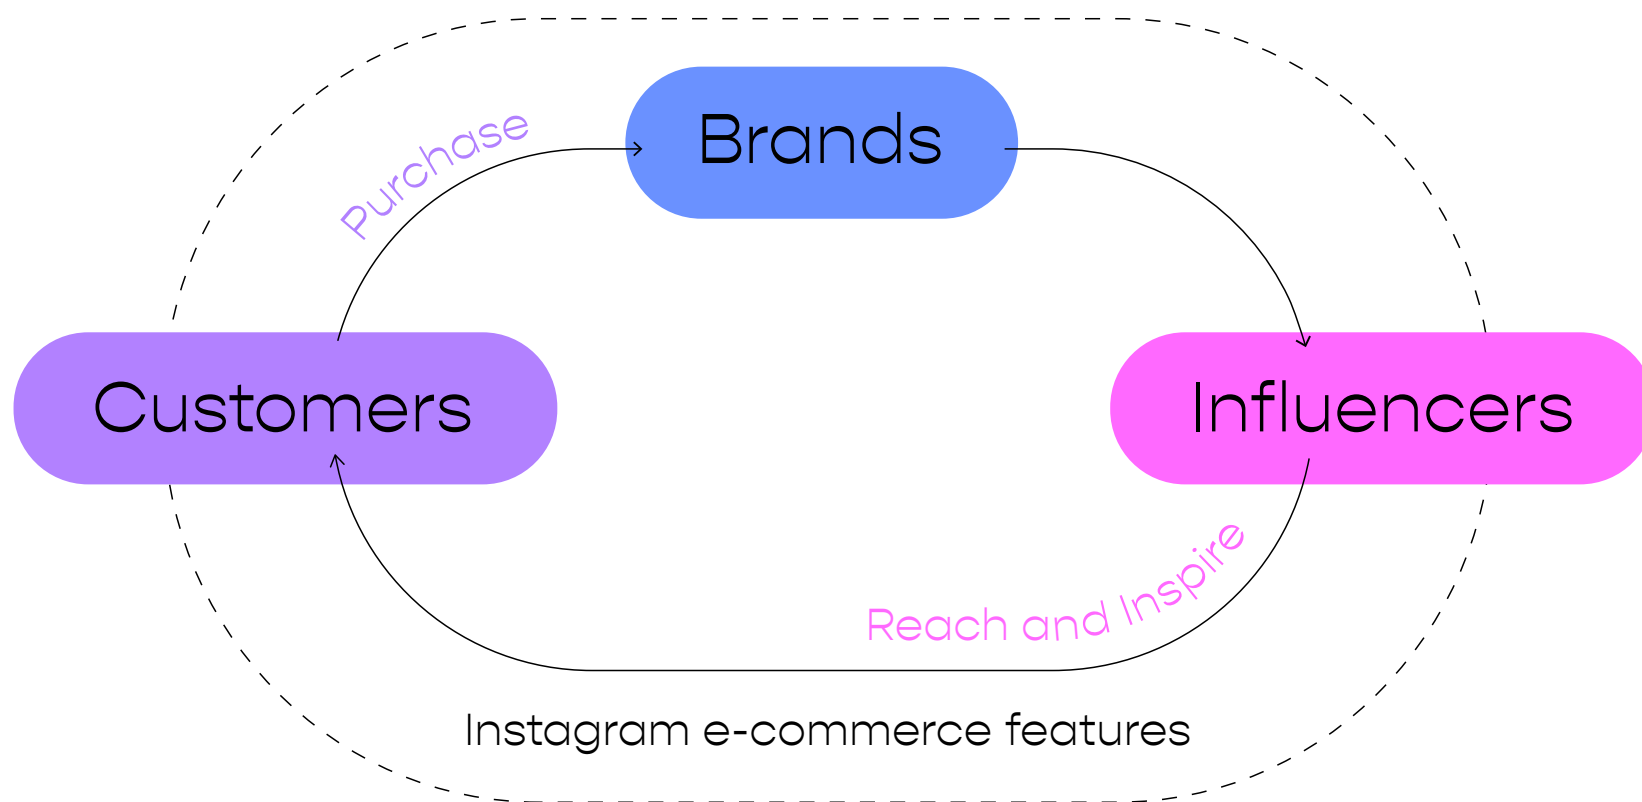 Purchase
Brands
Customers
Influencers
Reach and Inspire
Instagram e-commerce features